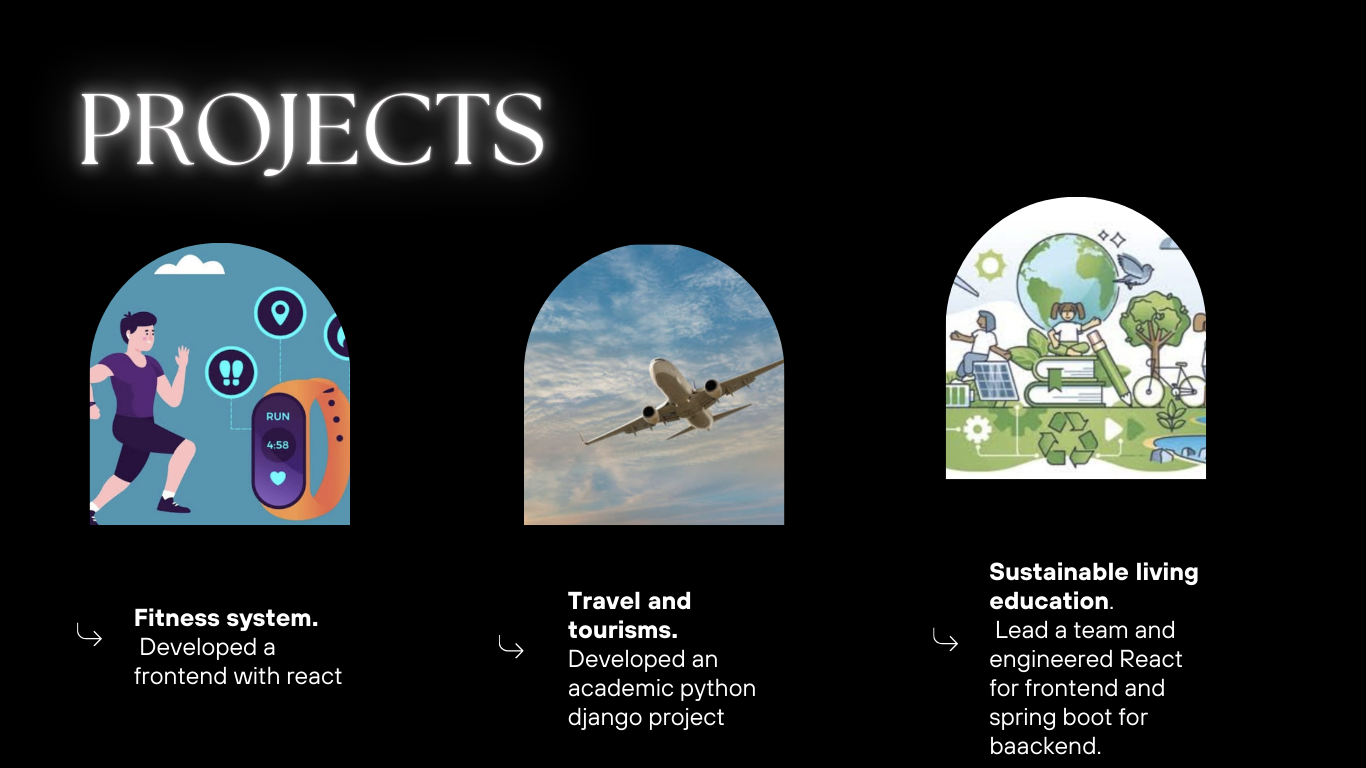 PROJECTS
RUN
4:58
Fitness system.
Developed a
frontend with react
Travel and
tourisms.
Developed an
academic python
django project
Sustainable living
education.
Lead a team and
engineered React
for frontend and
spring boot for
baackend.